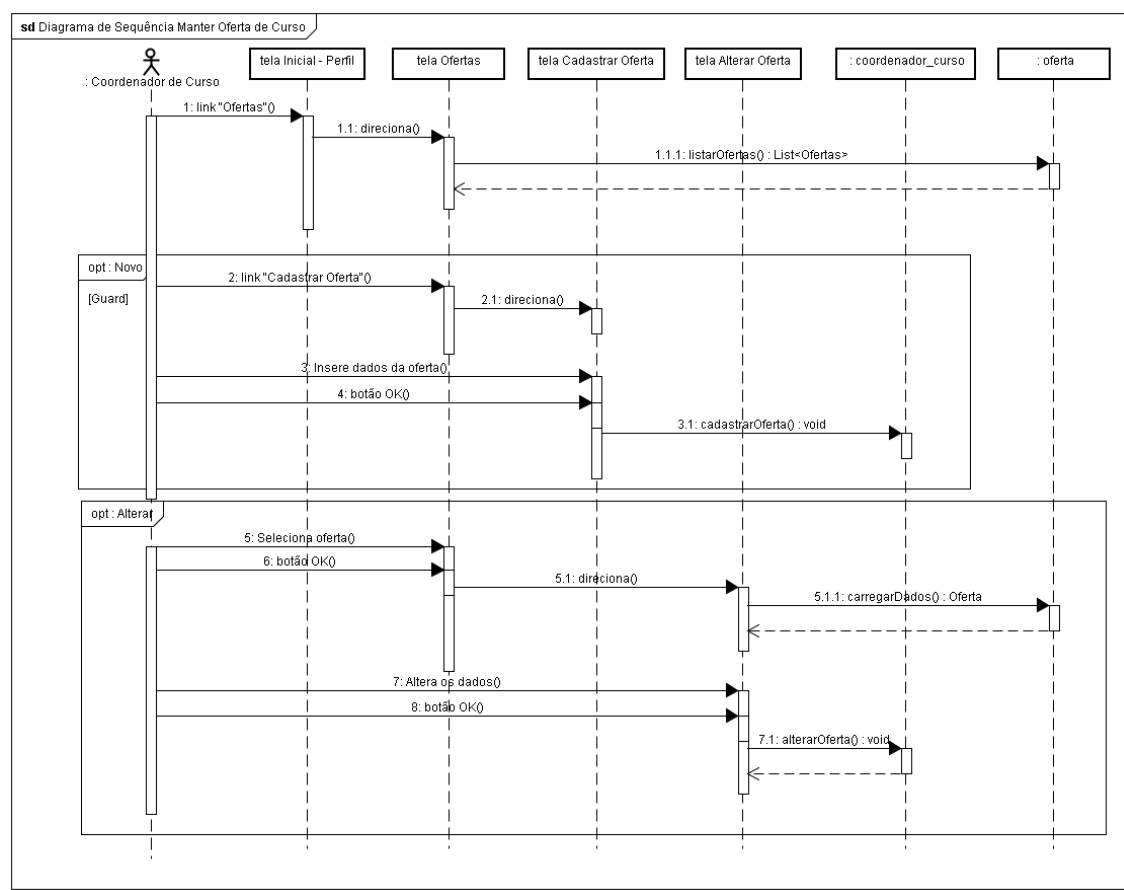 sd Diagrama de Sequência Manter Oferta de Curso
: Coordenador de Curso
tela Inicial - Perfil
tela Ofertas
tela Cadastrar Oferta
tela Alterar Oferta
: coordenador_curso
: oferta
1: link "Ofertas"()
1.1: direciona()
1.1.1: listarOfertas() : List<Ofertas>
opt : Novo
[Guard]
2: link "Cadastrar Oferta"()
2.1: direciona()
3: Insere dados da oferta()
4: botão OK()
3.1: cadastrarOferta() : void
opt : Alterar
5: Seleciona oferta()
6: botão OK()
5.1: direciona()
5.1.1: carregarDados() : Oferta
7: Altera os dados()
8: botão OK()
7.1: alterarOferta() : void